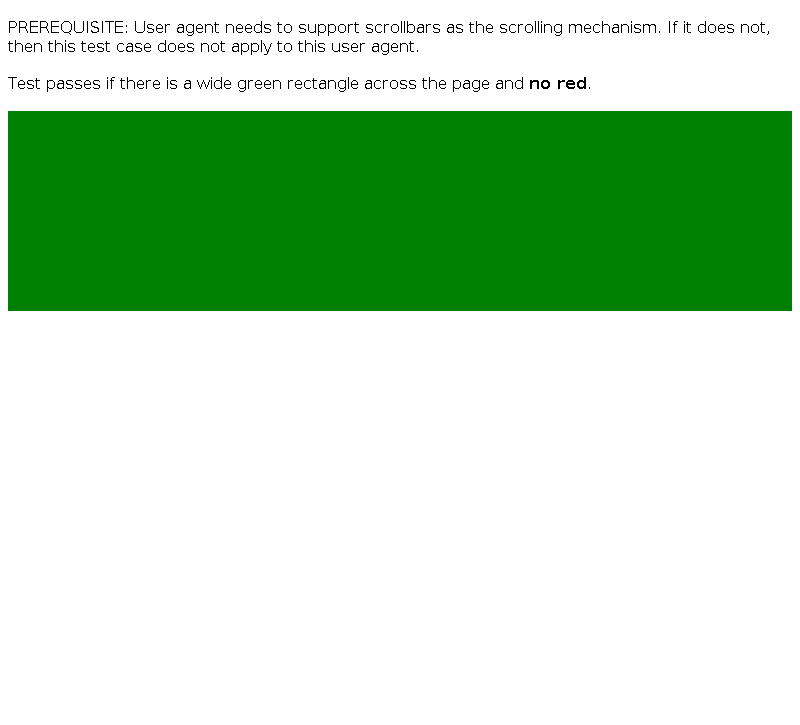 PREREQUISITE: User agent needs to support scrollbars as the scrolling mechanism. If it does not,
then this test case does not apply to this user agent.
Test passes if there is a wide green rectangle across the page and no red.